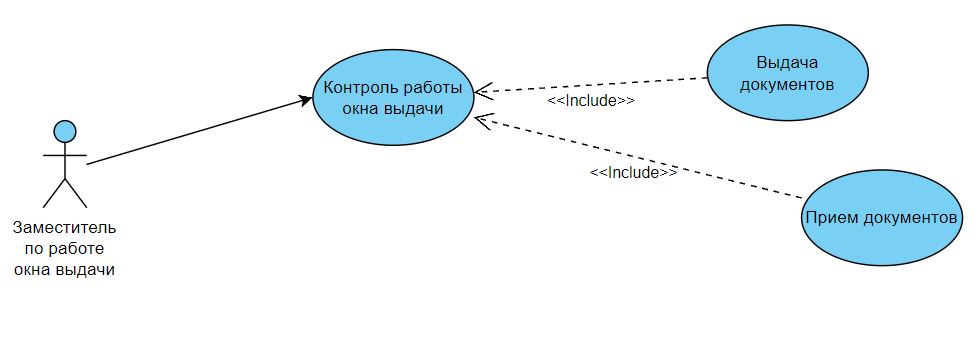 Выдача
документов
Контроль работы
окна выдачи
<<Include>>
<<Include>>
Прием документов
Заместитель
по работе
окна выдачи